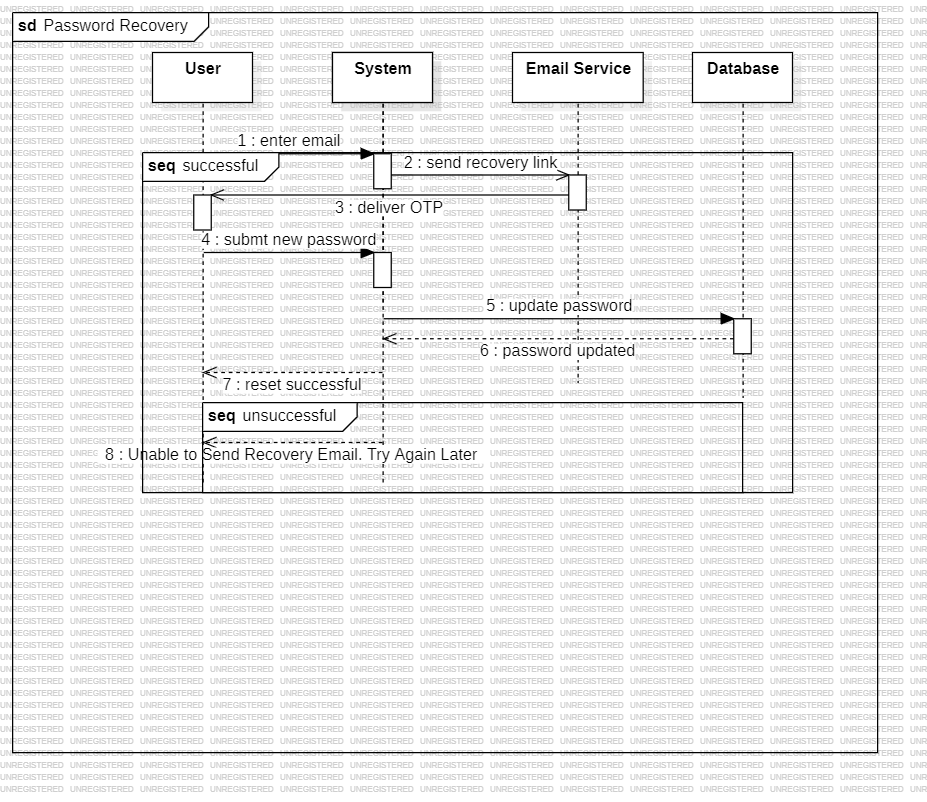 sd Password Recovery
User
System
Email Service
Database
1 : enter email
seq successful
2 : send recovery link
3 : deliver OTP
4 : submt new password
5 : update password
6 : password updated
7 : reset successful
seq unsuccessful
8 : Unable to Send Recovery Email. Try Again Later
UNREGISTERED